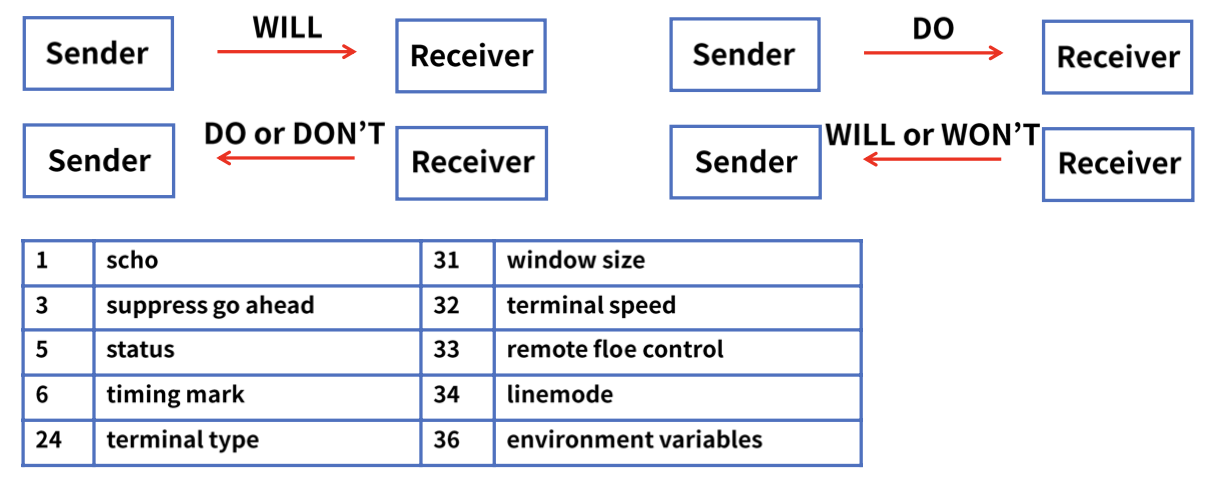 WILL
DO
Sender
Receiver
Sender
Receiver
DO or DON'T
WILL or WON'T
Sender
Receiver
Sender
Receiver
1 scho 31 window size
3 suppress go ahead 32 terminal speed
5 status 33 remote floe control
6 timing mark 34 linemode
24 terminal type 36 environment variables